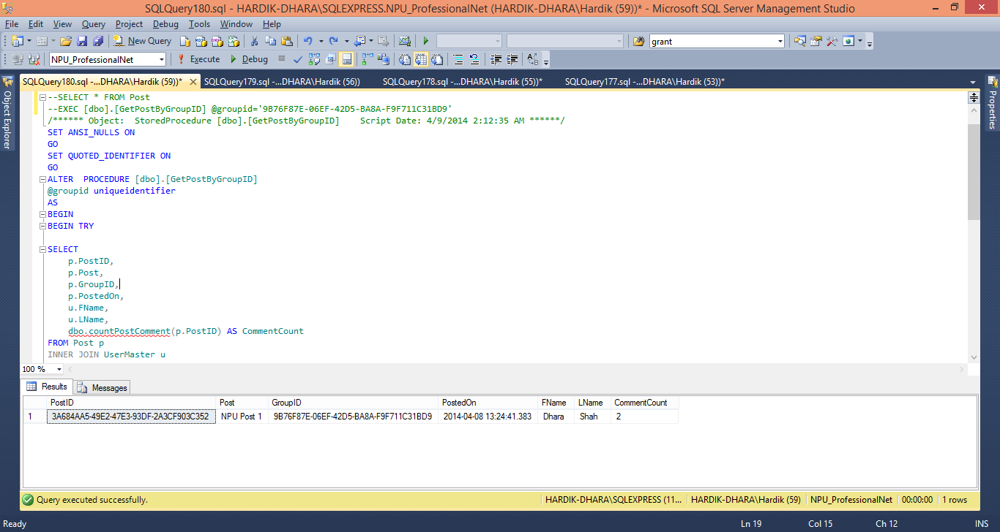 SQLQuery180.sql - HARDIK-DHARA\SQLEXPRESS.NPU_ProfessionalNet (HARDIK-DHARA\Hardik (59))* - Microsoft SQL Server Management Studio
File Edit View Query Project Debug Tools Window Help
New Query grant
NPU_ProfessionalNet Execute Debug
SQLQuery180.sql -...DHARA\Hardik (59))* SQLQuery179.sql -...DHARA\Hardik (56)) SQLQuery178.sql -...DHARA\Hardik (55))* SQLQuery177.sql -...DHARA\Hardik (53))*
Object Explorer
Properties
--SELECT * FROM Post
--EXEC [dbo].[GetPostByGroupID] @groupid='9B76F87E-06EF-42D5-BA8A-F9F711C31BD9'
/****** Object:  StoredProcedure [dbo].[GetPostByGroupID]    Script Date: 4/9/2014 2:12:35 AM ******/
SET ANSI_NULLS ON
GO
SET QUOTED_IDENTIFIER ON
GO
ALTER  PROCEDURE [dbo].[GetPostByGroupID]
@groupid uniqueidentifier
AS
BEGIN
BEGIN TRY
SELECT
p.PostID,
p.Post,
p.GroupID,
p.PostedOn,
u.FName,
u.LName,
dbo.countPostComment(p.PostID) AS CommentCount
FROM Post p
INNER JOIN UserMaster u
100 %
Results Messages
PostID Post GroupID PostedOn FName LName CommentCount
1 3A684AA5-49E2-47E3-93DF-2A3CF903C352 NPU Post 1 9B76F87E-06EF-42D5-BA8A-F9F711C31BD9 2014-04-08 13:24:41.383 Dhara Shah 2
Query executed successfully. HARDIK-DHARA\SQLEXPRESS (11... HARDIK-DHARA\Hardik (59) NPU_ProfessionalNet 00:00:00 1 rows
Ready Ln 19 Col 15 Ch 12 INS